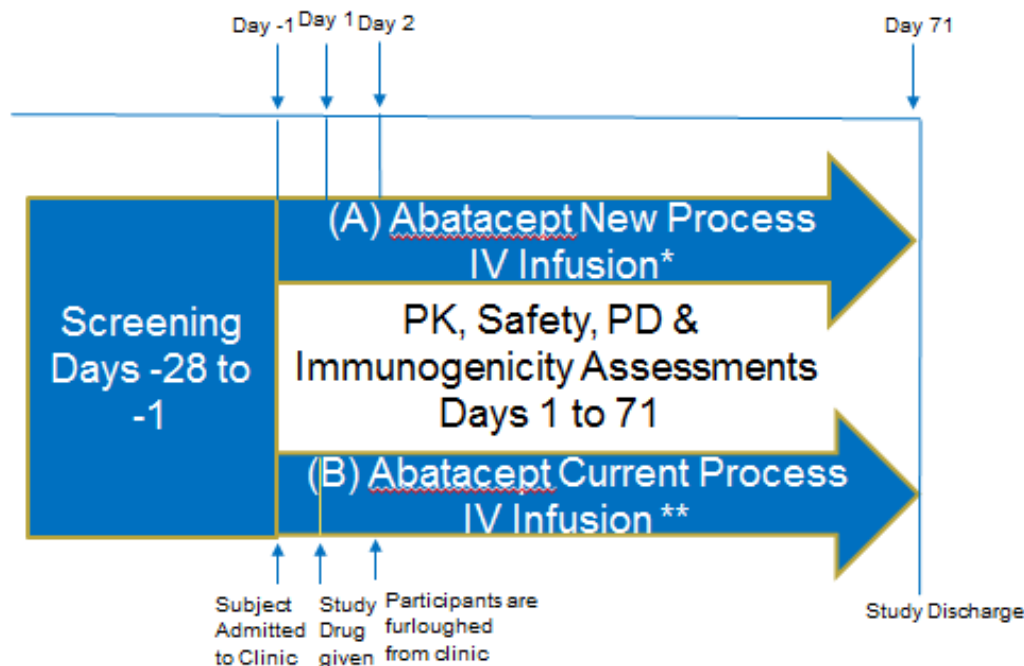 Day -1
Day 1
Day 2
Day 71
(A) Abatacept New Process
IV Infusion*
Screening
Days -28 to
-1
PK, Safety, PD &
Immunogenicity Assessments
Days 1 to 71
(B) Abatacept Current Process
IV Infusion **
Subject
Admitted
to Clinic
Study
Drug
given
Participants are
furloughed
from clinic
Study Discharge